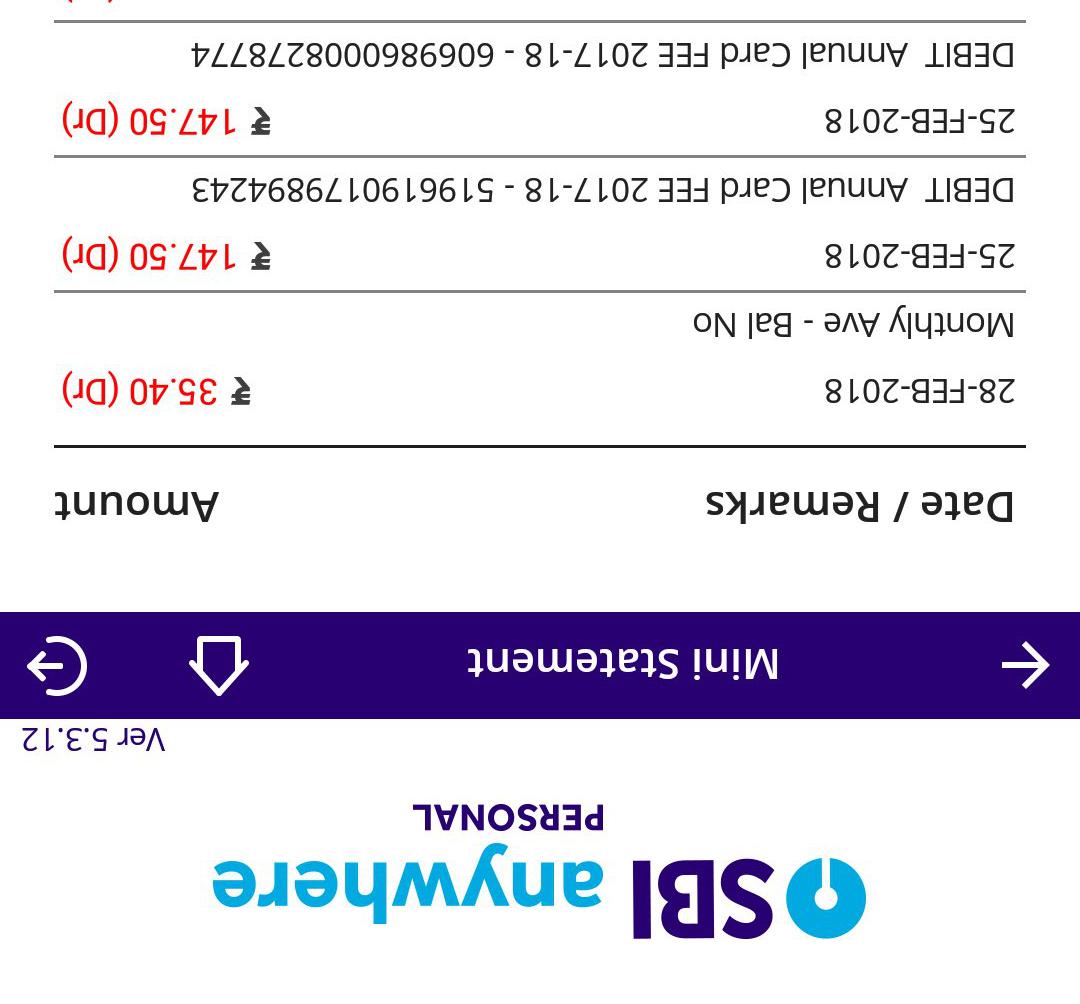 SBI anywhere
PERSONAL
Ver 5.3.12
Mini Statement
Date / Remarks Amount
28-FEB-2018 ₹ 35.40 (Dr)
Monthly Ave - Bal No
25-FEB-2018 ₹ 147.50 (Dr)
DEBIT Annual Card FEE 2017-18 - 5196190179894243
25-FEB-2018 ₹ 147.50 (Dr)
DEBIT Annual Card FEE 2017-18 - 6069860008278774